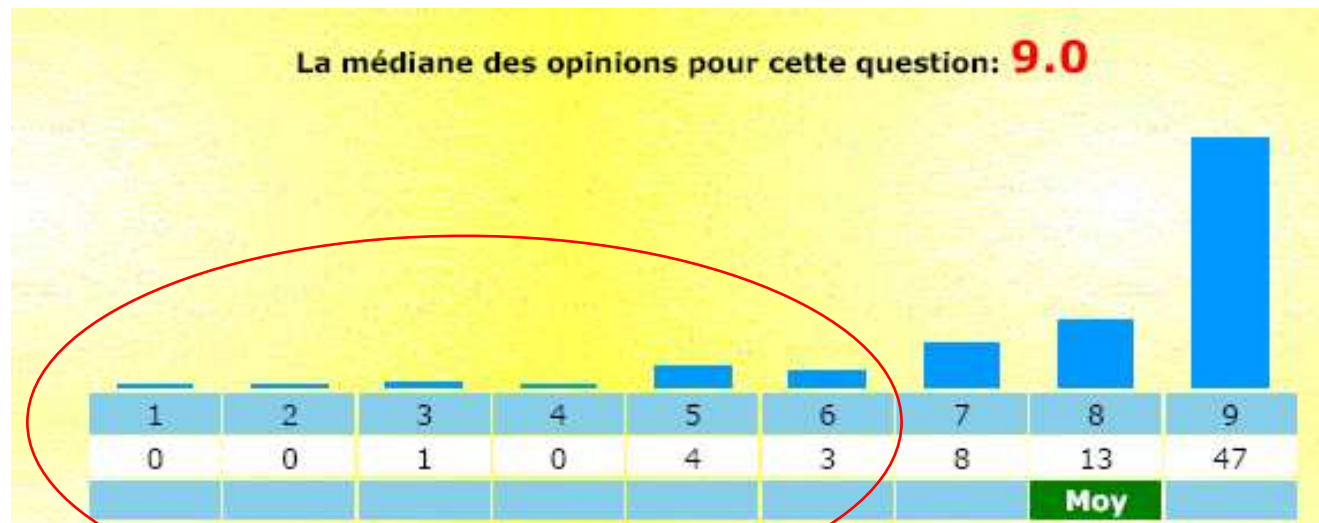 La médiane des opinions pour cette question: 9.0
1 2 3 4 5 6 7 8 9
0 0 1 0 4 3 8 13 47
Moy